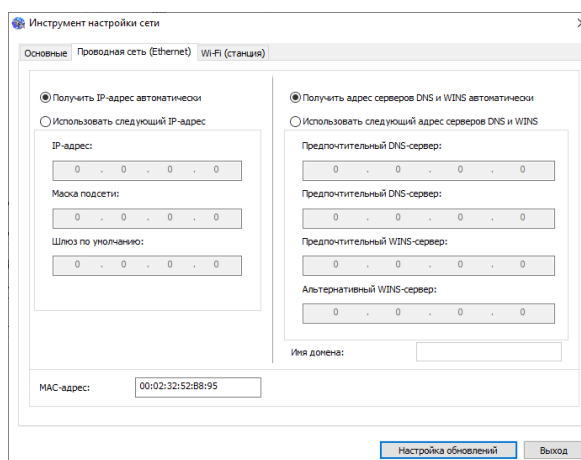 Инструмент настройки сети
Основные Проводная сеть (Ethernet) Wi-Fi (станция)
Получить IP-адрес автоматически
Использовать следующий IP-адрес
IP-адрес:
0 . 0 . 0 . 0
Маска подсети:
0 . 0 . 0 . 0
Шлюз по умолчанию:
0 . 0 . 0 . 0
Получить адрес серверов DNS и WINS автоматически
Использовать следующий адрес серверов DNS и WINS
Предпочтительный DNS-сервер:
0 . 0 . 0 . 0
Предпочтительный DNS-сервер:
0 . 0 . 0 . 0
Предпочтительный WINS-сервер:
0 . 0 . 0 . 0
Альтернативный WINS-сервер:
0 . 0 . 0 . 0
Имя домена:
MAC-адрес: 00:02:32:52:B8:95
Настройка обновлений Выход